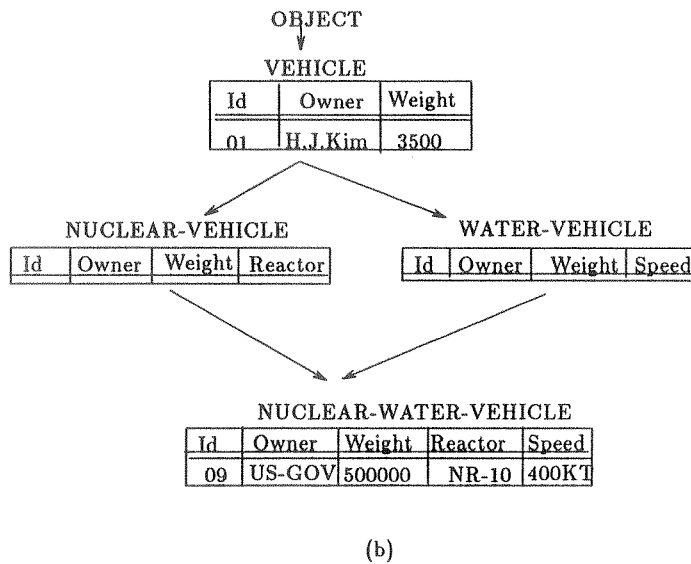 OBJECT
VEHICLE
Id Owner Weight
01 H.J.Kim 3500
NUCLEAR-VEHICLE
Id Owner Weight Reactor
WATER-VEHICLE
Id Owner Weight Speed
NUCLEAR-WATER-VEHICLE
Id Owner Weight Reactor Speed
09 US-GOV 500000 NR-10 400KT
(b)